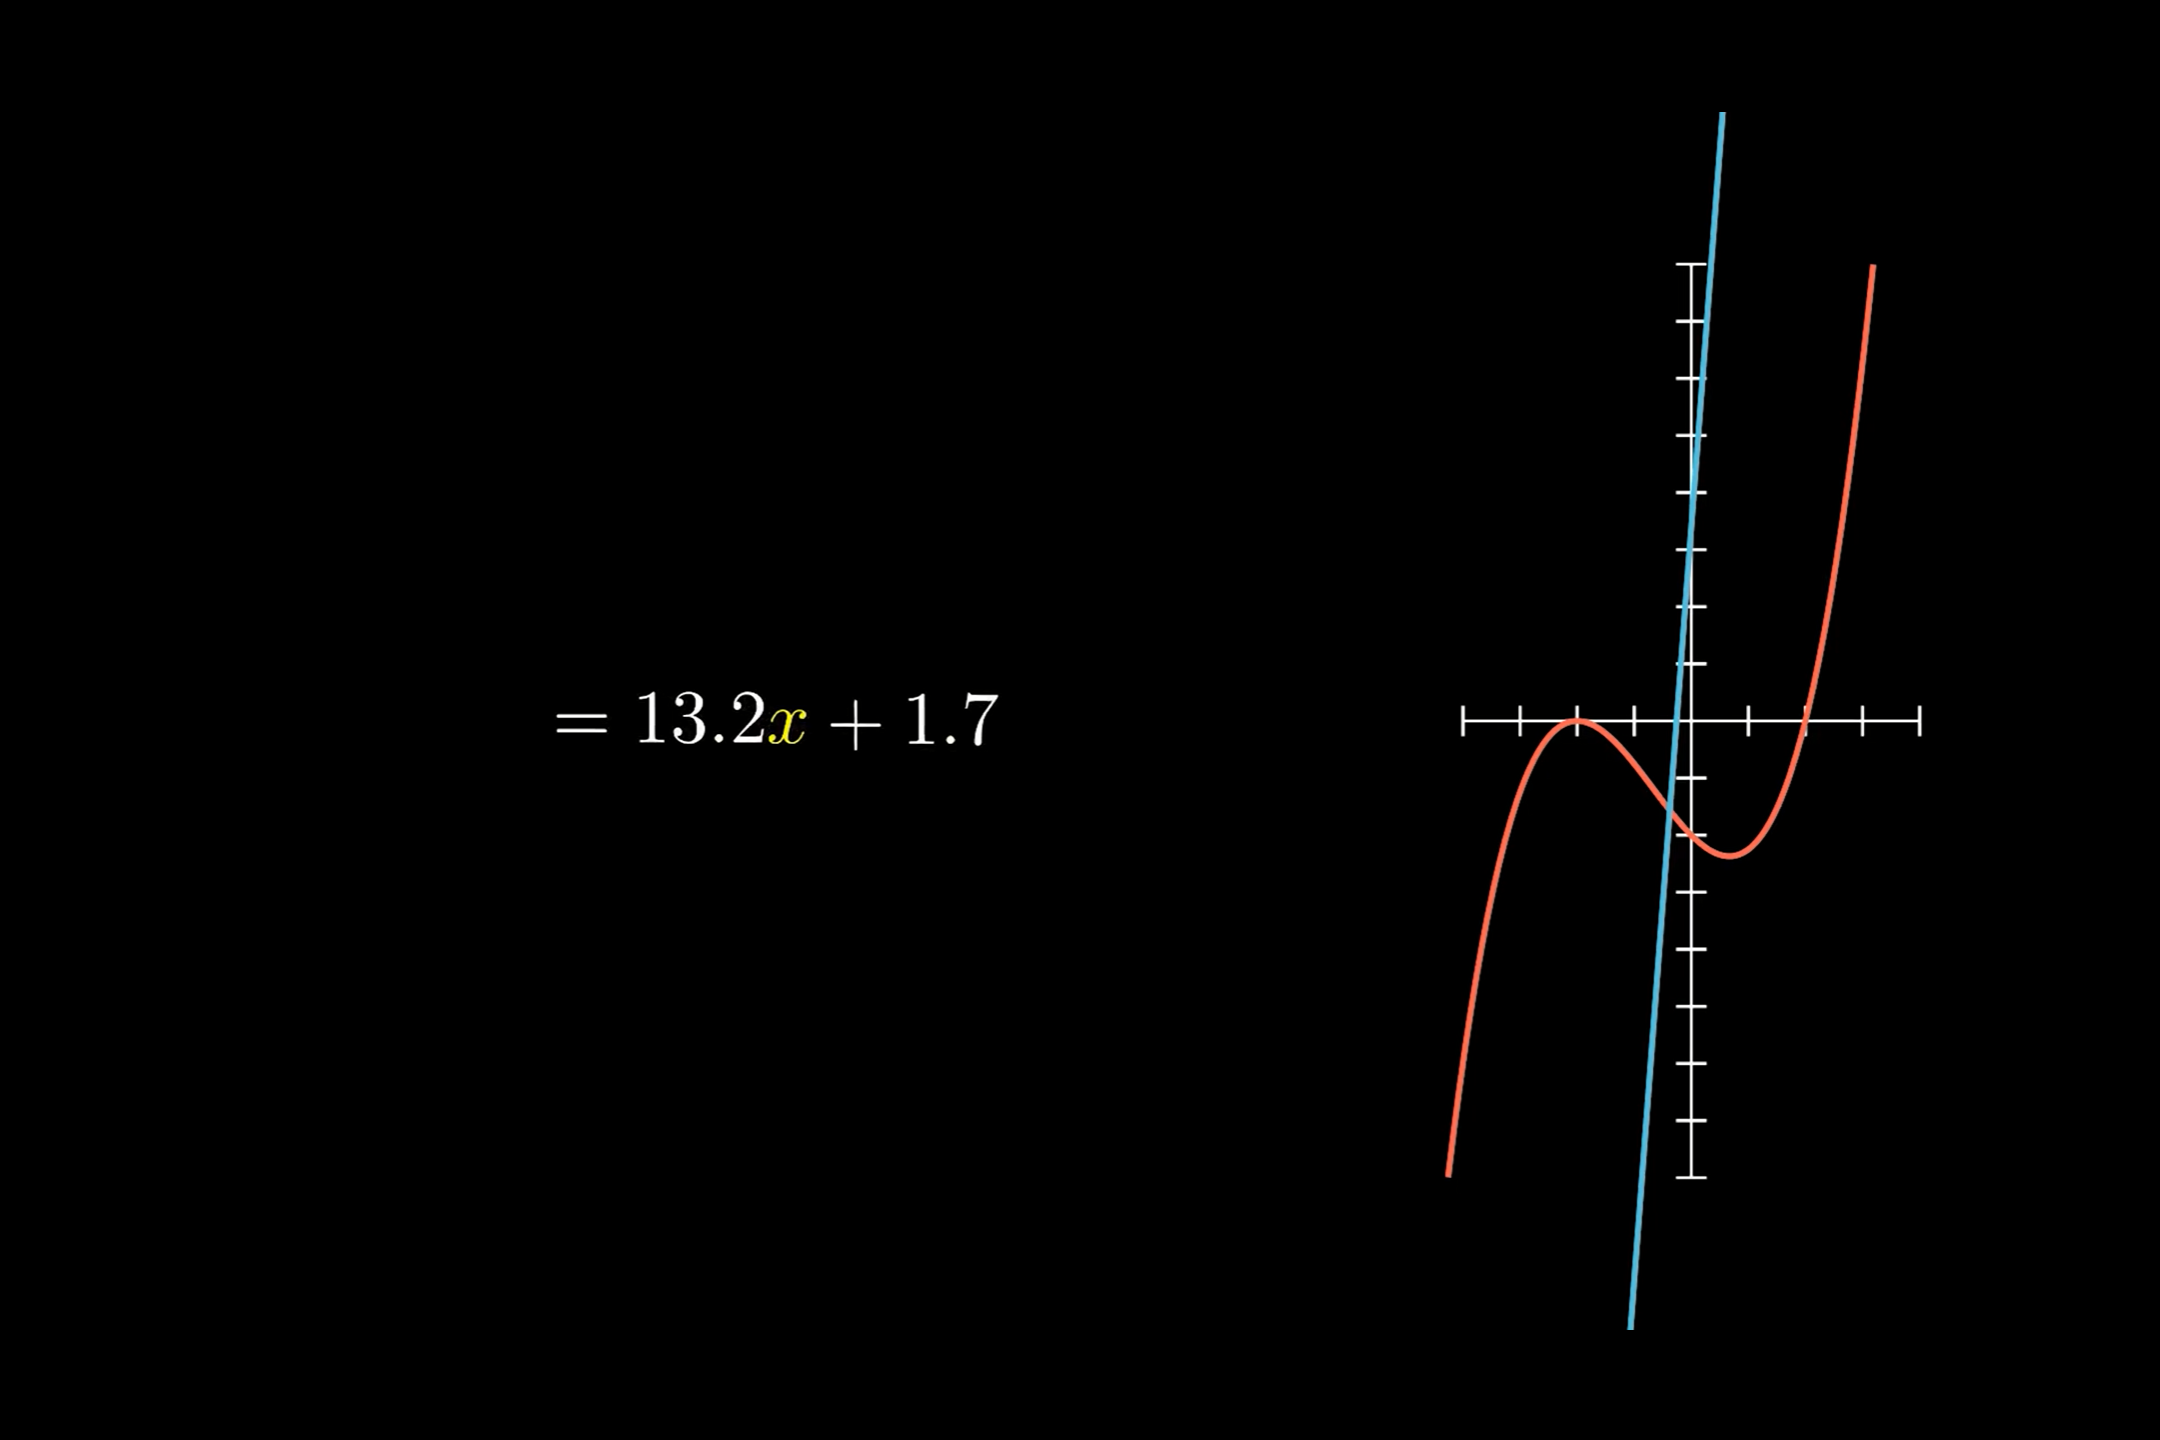 = 13.2x + 1.7